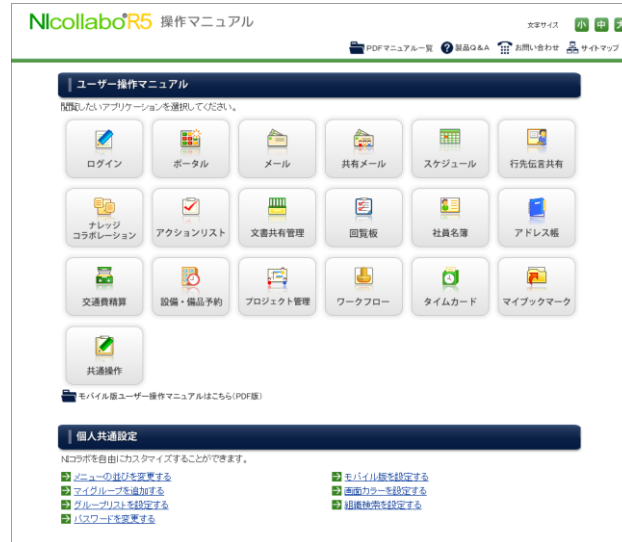 NIcollabo R5 操作マニュアル
文字サイズ 小 中 大
PDFマニュアル一覧 製品Q&A お問い合わせ サイトマップ
ユーザー操作マニュアル
閲覧したいアプリケーションを選択してください。
ログイン ポータル メール 共有メール スケジュール 行先伝言共有
ナレッジ
コラボレーション アクションリスト 文書共有管理 回覧板 社員名簿 アドレス帳
交通費精算 設備・備品予約 プロジェクト管理 ワークフロー タイムカード マイブックマーク
共通操作
モバイル版ユーザー操作マニュアルはこちら(PDF版)
個人共通設定
NIコラボを自由にカスタマイズすることができます。
メニューの並びを変更する モバイル版を設定する
マイグループを追加する 画面カラーを設定する
グループリストを設定する 組織検索を設定する
パスワードを変更する